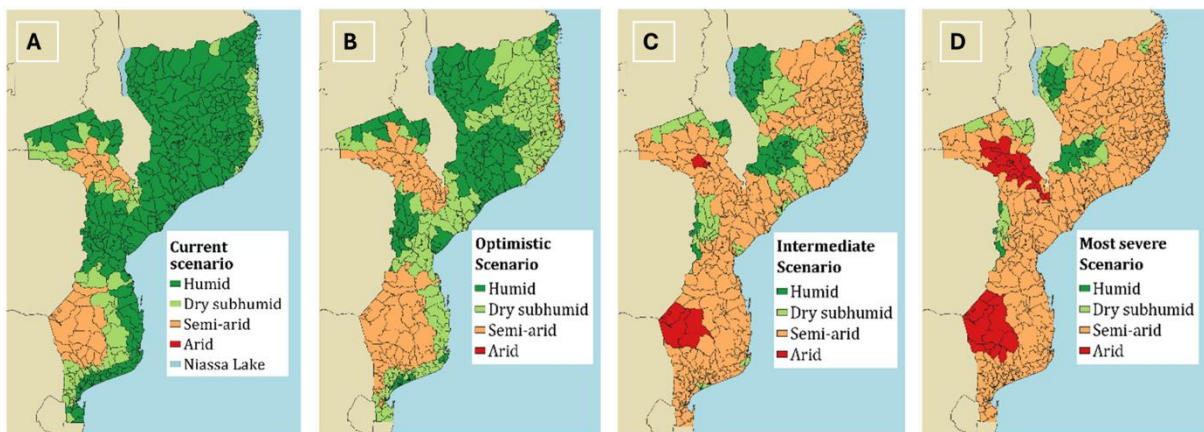 A
Current
scenario
Humid
Dry subhumid
Semi-arid
Arid
Niassa Lake
B
Optimistic
Scenario
Humid
Dry subhumid
Semi-arid
Arid
C
Intermediate
Scenario
Humid
Dry subhumid
Semi-arid
Arid
D
Most severe
Scenario
Humid
Dry subhumid
Semi-arid
Arid